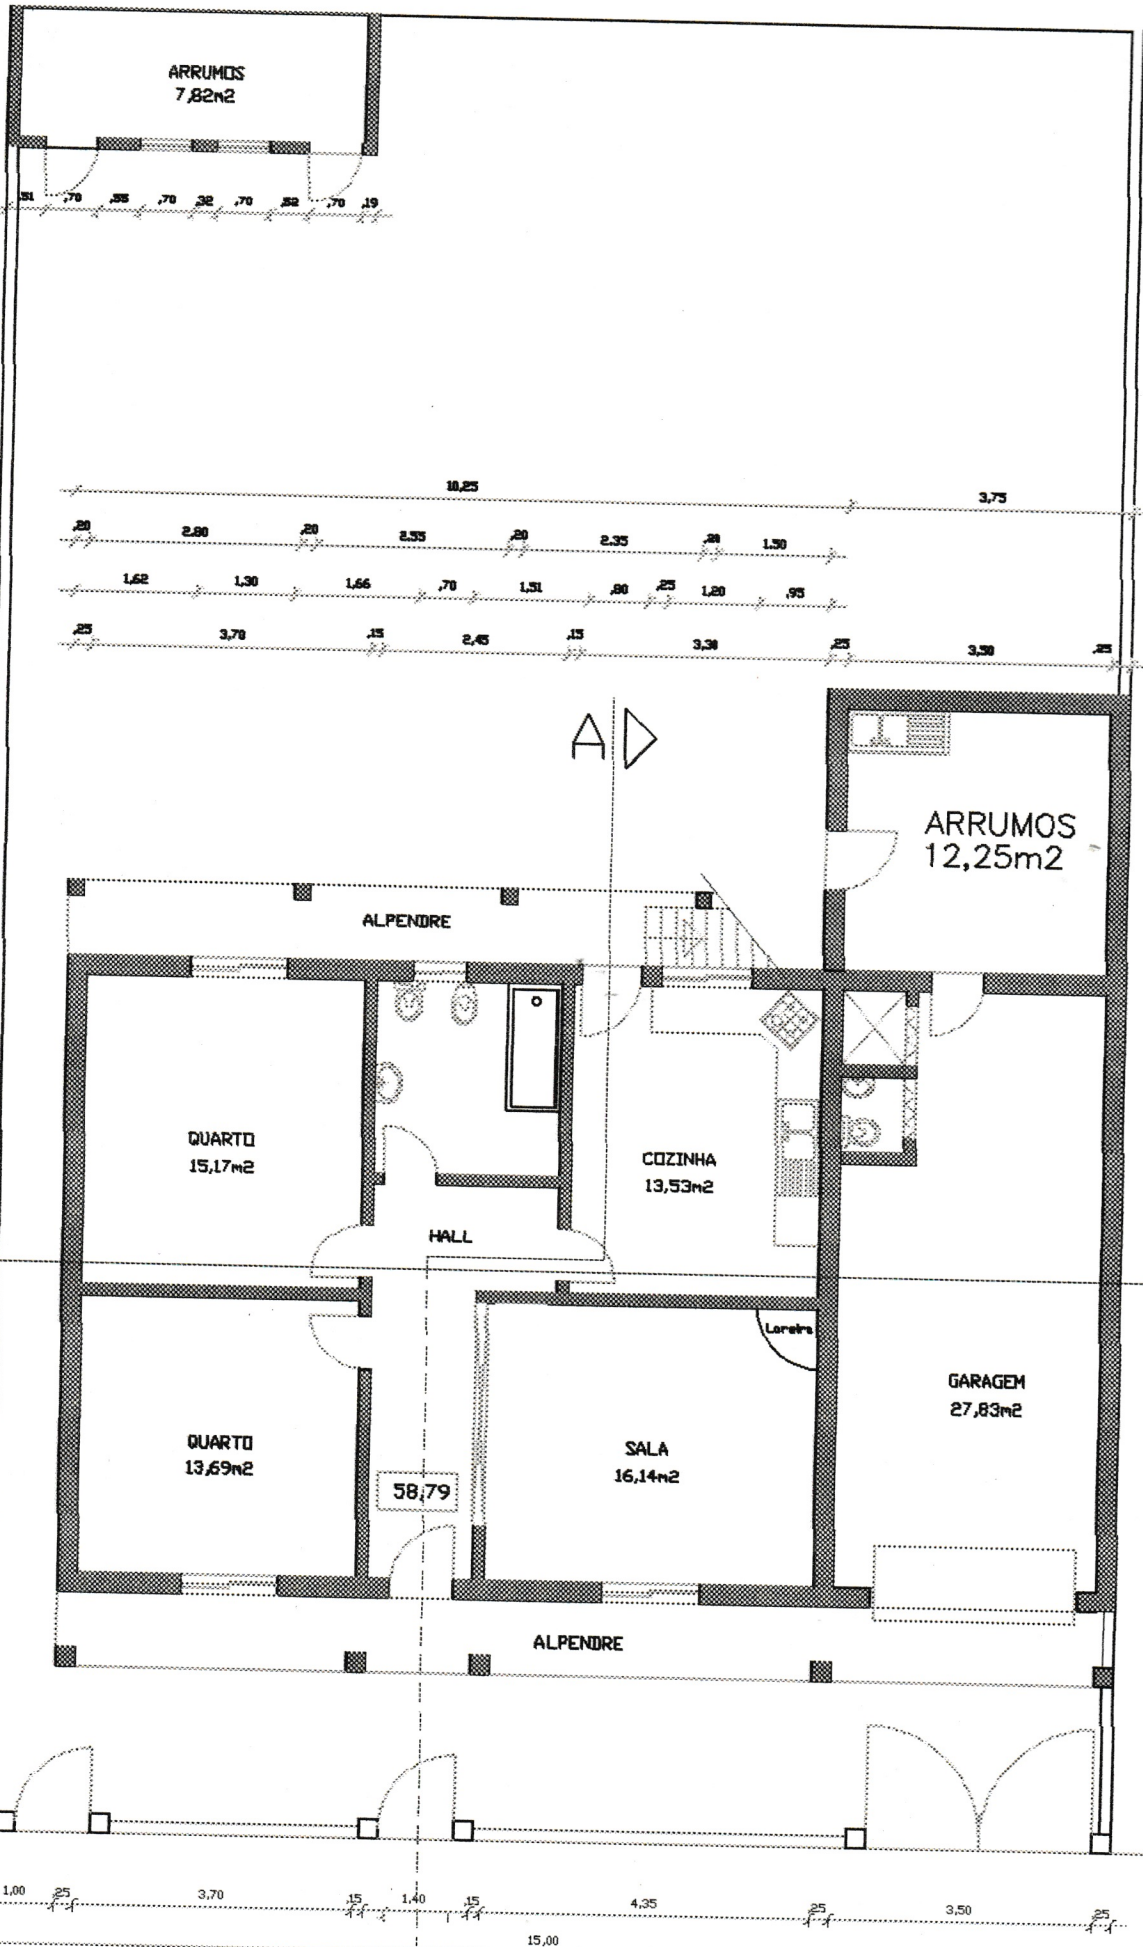 ARRUMOS
7,82m2
,51 ,70 ,55 ,70 ,32 ,70 ,52 ,70 ,19
10,25 3,75
,20 2.80 ,20 2.55 ,20 2.35 ,20 1.50
1,62 1,30 1,66 ,70 1,51 ,80 ,25 1,20 ,95
,25 3,70 ,15 2,45 ,15 3,30 ,25 3,50 ,25
A
ARRUMOS
12,25m2
ALPENDRE
QUARTO
15,17m2
COZINHA
13,53m2
HALL
Lareira
GARAGEM
27,83m2
QUARTO
13,69m2
SALA
16,14m2
58,79
ALPENDRE
1,00 ,25 3,70 ,15 1,40 ,15 4,35 ,25 3,50 ,25
15,00